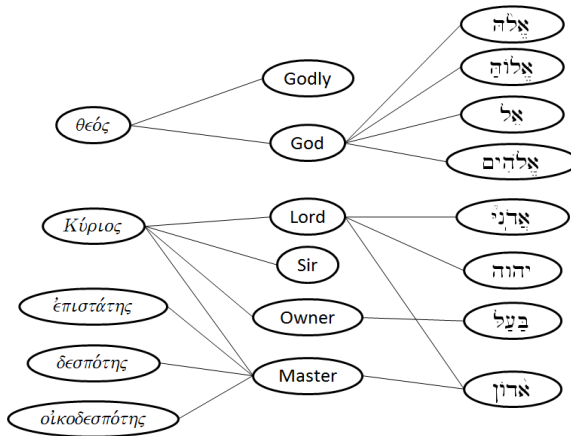 θεός
Κύριος
ἐπιστάτης
δεσπότης
οἰκοδεσπότης
Godly
God
Lord
Sir
Owner
Master
אֱלָהּ
אֱלוֹהַּ
אֵל
אֱלֹהִים
אֲדֹנָי
יהוה
בַּעַל
אָדוֹן